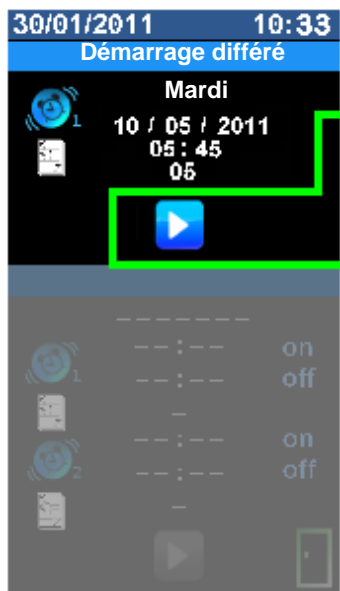 30/01/2011 10:33
Démarrage différé
Mardi
10 / 05 / 2011
05 : 45
05
1
-------
--:-- on
1
--:-- off
-
--:-- on
2
--:-- off
-